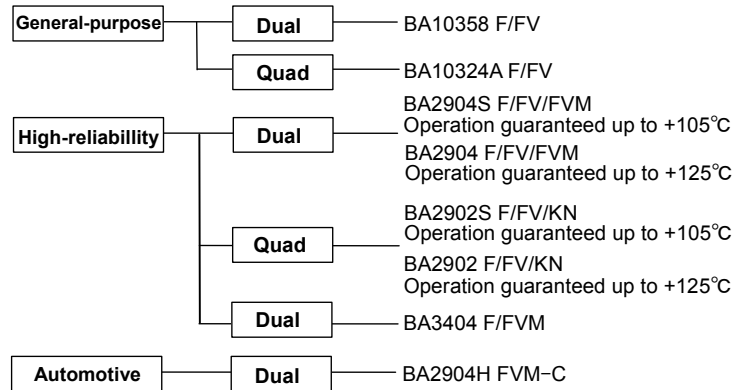 General-purpose
Dual
BA10358 F/FV
Quad
BA10324A F/FV
High-reliabillity
Dual
BA2904S F/FV/FVM
Operation guaranteed up to +105℃
BA2904 F/FV/FVM
Operation guaranteed up to +125℃
Quad
BA2902S F/FV/KN
Operation guaranteed up to +105℃
BA2902 F/FV/KN
Operation guaranteed up to +125℃
Dual
BA3404 F/FVM
Automotive
Dual
BA2904H FVM-C